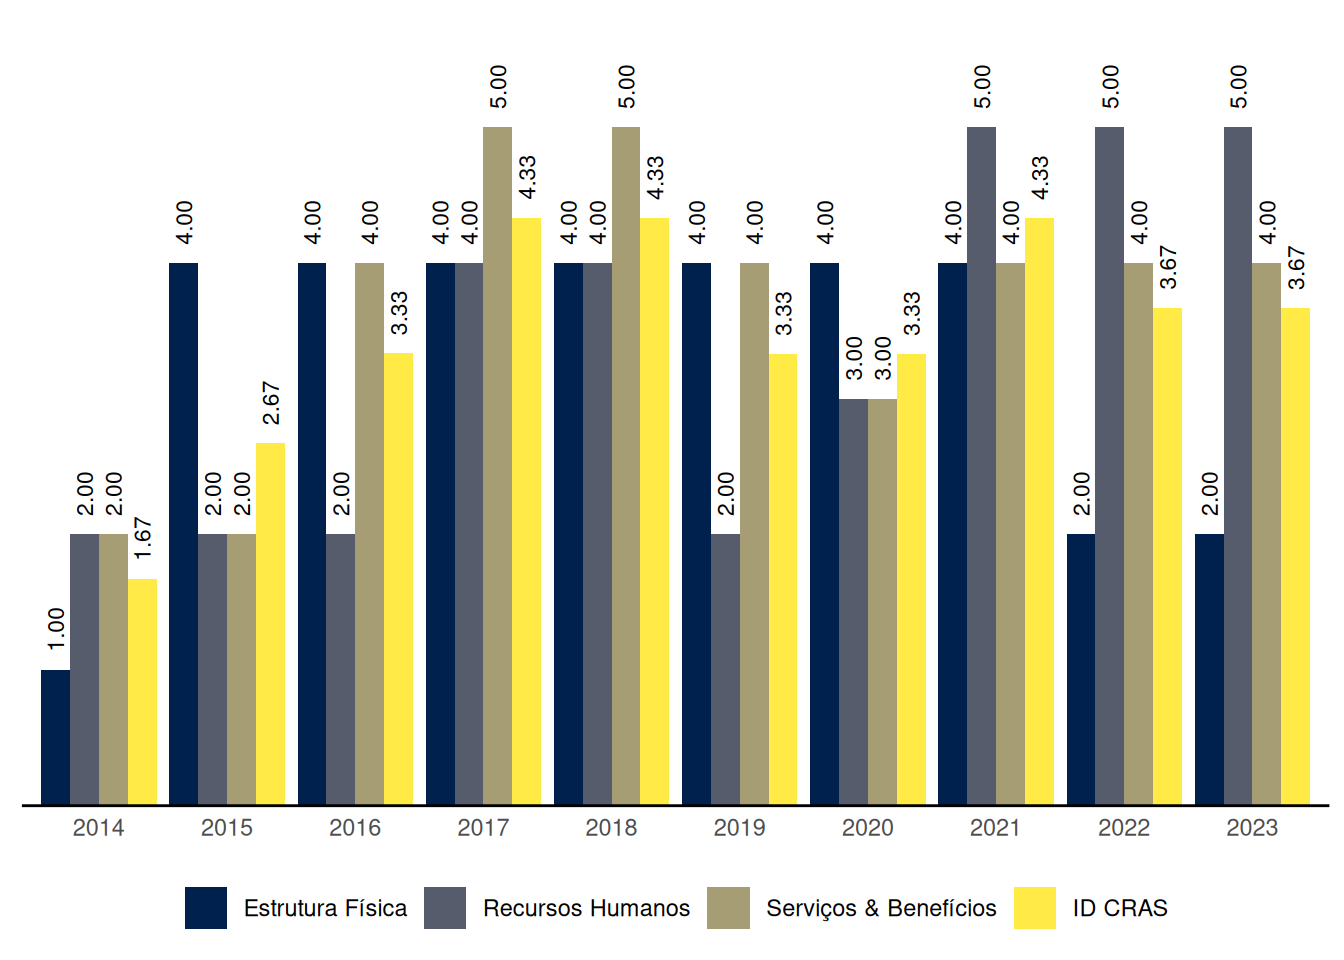 5.00 5.00 5.00 5.00 5.00
4.33 4.33 4.33
4.00 4.00 4.00 4.00 4.00 4.00 4.00 4.00 4.00 4.00 4.00 4.00 4.00 4.00
3.67 3.67
3.33 3.33 3.33
3.00 3.00
2.67
2.00 2.00 2.00 2.00 2.00 2.00 2.00 2.00
1.67
1.00
2014 2015 2016 2017 2018 2019 2020 2021 2022 2023
Estrutura Física Recursos Humanos Serviços & Benefícios ID CRAS